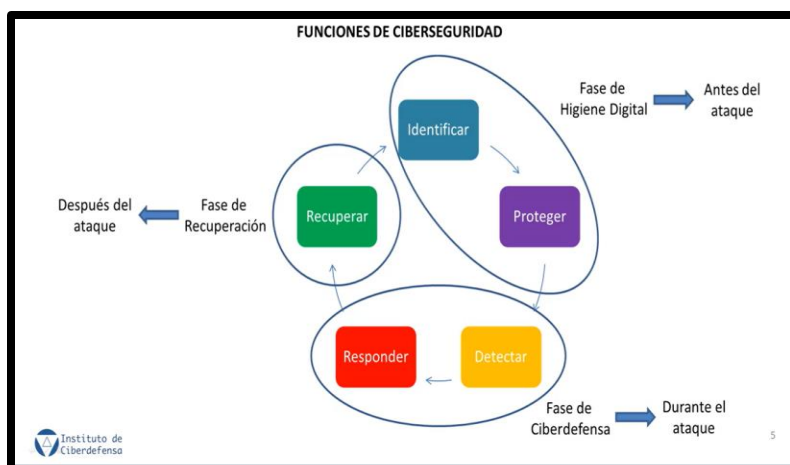 FUNCIONES DE CIBERSEGURIDAD
Identificar
Fase de
Higiene Digital
Antes del
ataque
Después del
ataque
Fase de
Recuperación
Recuperar
Proteger
Responder
Detectar
Fase de
Ciberdefensa
Durante el
ataque
Instituto de
Ciberdefensa
5